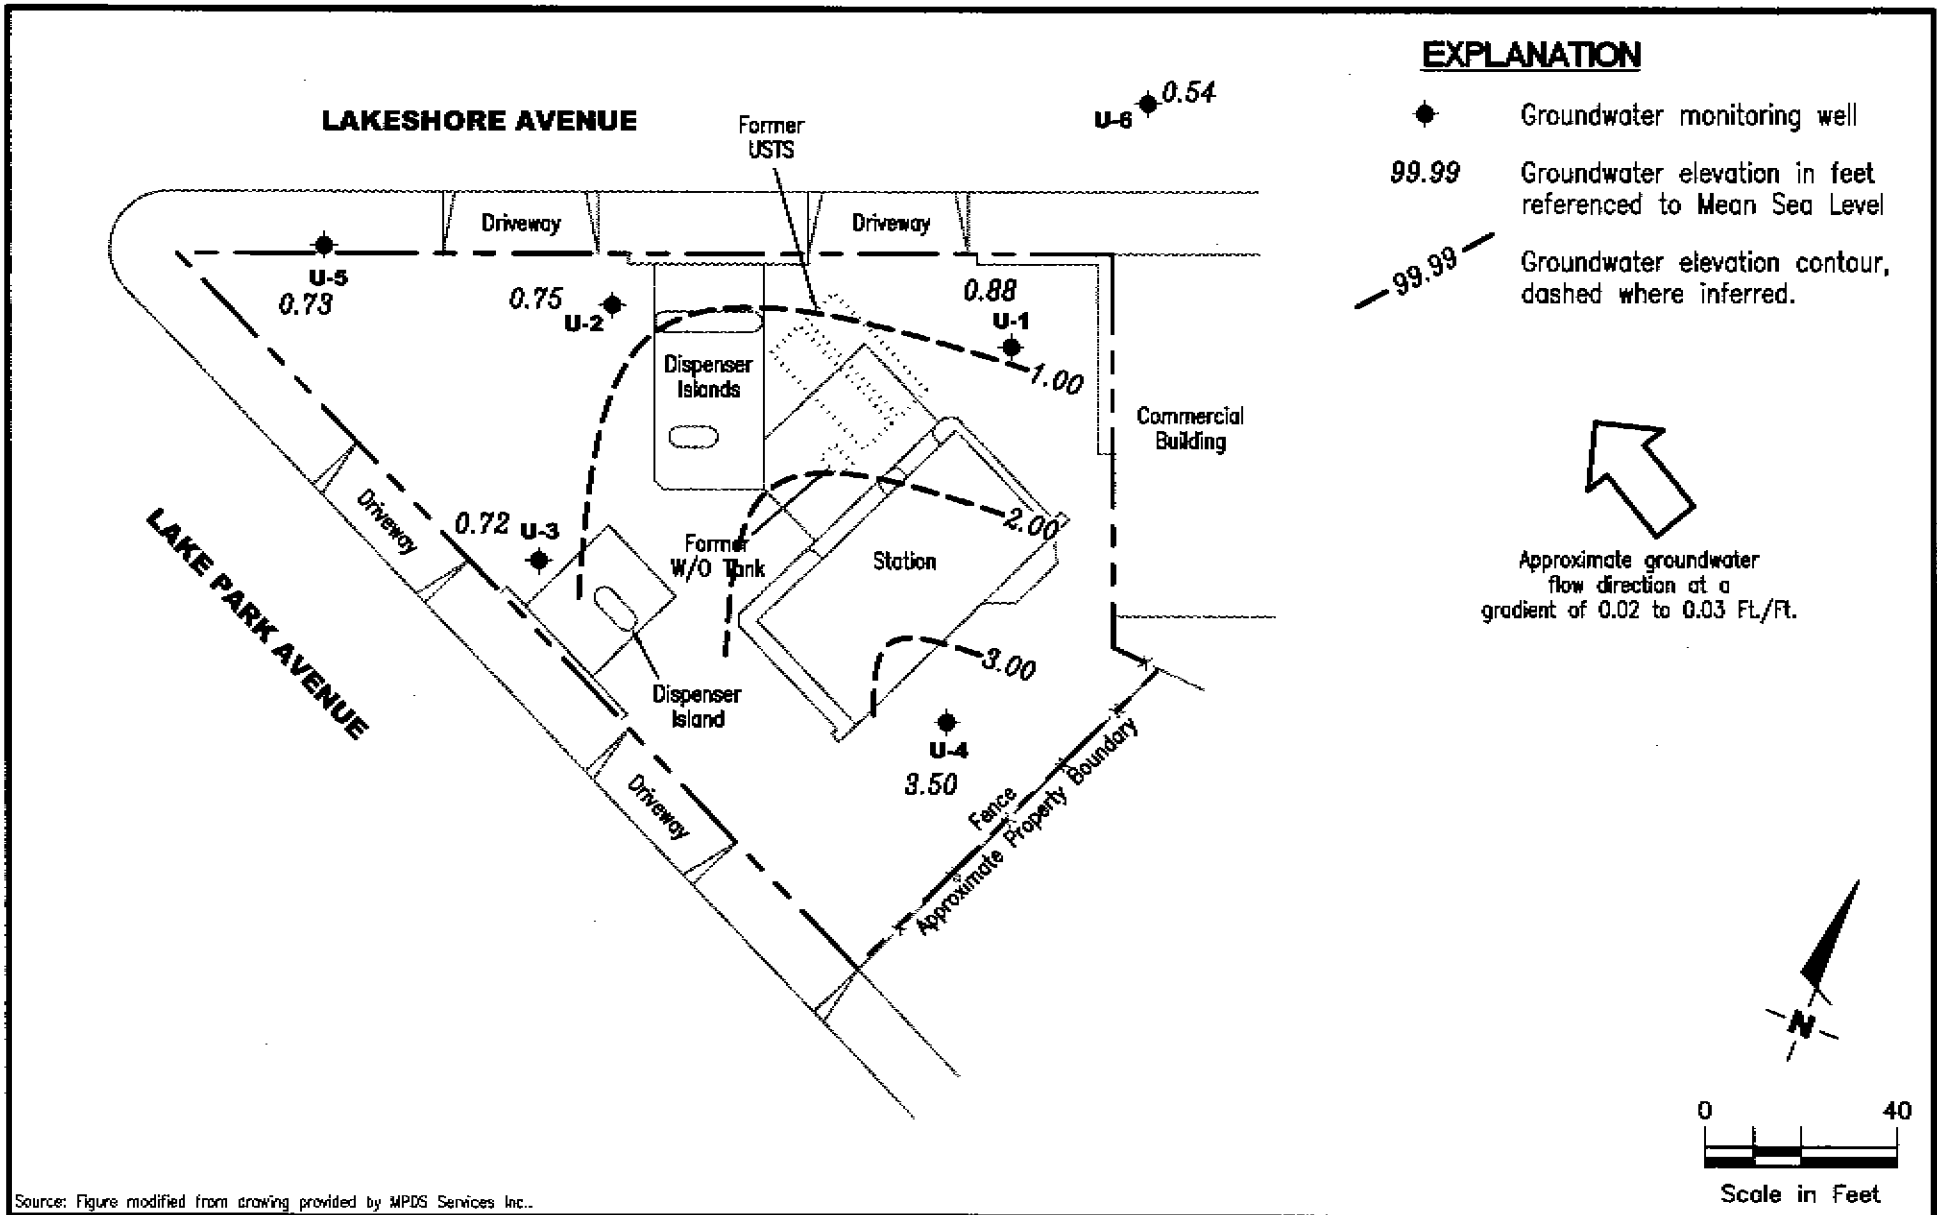 EXPLANATION
Groundwater monitoring well
99.99
Groundwater elevation in feet
referenced to Mean Sea Level
99.99
Groundwater elevation contour,
dashed where inferred.
Approximate groundwater
flow direction at a
gradient of 0.02 to 0.03 Ft./Ft.
LAKESHORE AVENUE
Former
USTS
U-6
0.54
Driveway
Driveway
U-5
0.73
0.75
U-2
0.88
U-1
1.00
Dispenser
Islands
Commercial
Building
Driveway
LAKE PARK AVENUE
0.72
U-3
Former
W/O Tank
2.00
Station
3.00
Dispenser
Island
U-4
3.50
Driveway
Fence
Approximate Property Boundary
N
0 40
Scale in Feet
Source: Figure modified from drawing provided by MPDS Services Inc..